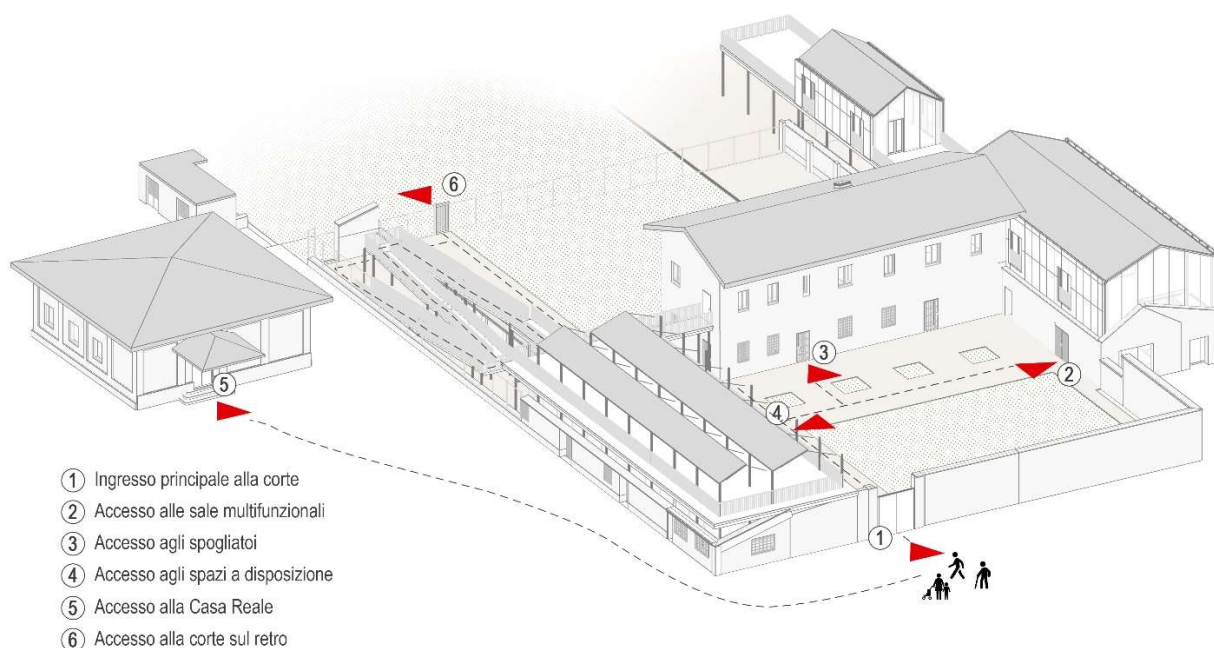 6
3
2
4
5
1
① Ingresso principale alla corte
② Accesso alle sale multifunzionali
③ Accesso agli spogliatoi
④ Accesso agli spazi a disposizione
⑤ Accesso alla Casa Reale
⑥ Accesso alla corte sul retro